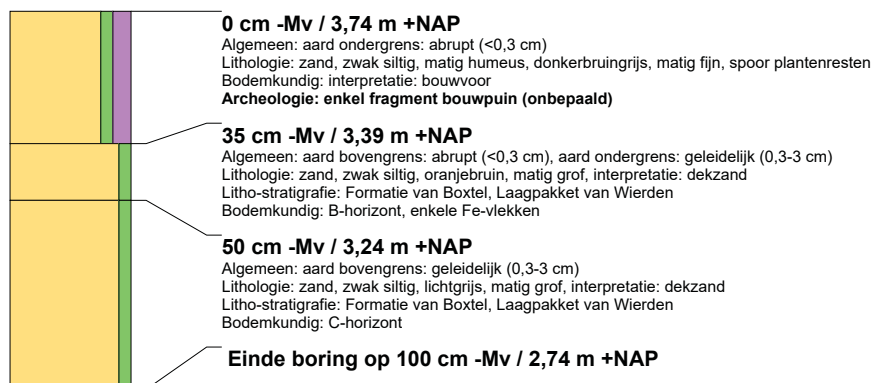 0 cm -Mv / 3,74 m +NAP
Algemeen: aard ondergrens: abrupt (<0,3 cm)
Lithologie: zand, zwak siltig, matig humeus, donkerbruingrijs, matig fijn, spoor plantenresten
Bodemkundig: interpretatie: bouwvoor
Archeologie: enkel fragment bouwpuin (onbepaald)
35 cm -Mv / 3,39 m +NAP
Algemeen: aard bovengrens: abrupt (<0,3 cm), aard ondergrens: geleidelijk (0,3-3 cm)
Lithologie: zand, zwak siltig, oranjebruin, matig grof, interpretatie: dekzand
Litho-stratigrafie: Formatie van Boxtel, Laagpakket van Wierden
Bodemkundig: B-horizont, enkele Fe-vlekken
50 cm -Mv / 3,24 m +NAP
Algemeen: aard bovengrens: geleidelijk (0,3-3 cm)
Lithologie: zand, zwak siltig, lichtgrijs, matig grof, interpretatie: dekzand
Litho-stratigrafie: Formatie van Boxtel, Laagpakket van Wierden
Bodemkundig: C-horizont
Einde boring op 100 cm -Mv / 2,74 m +NAP